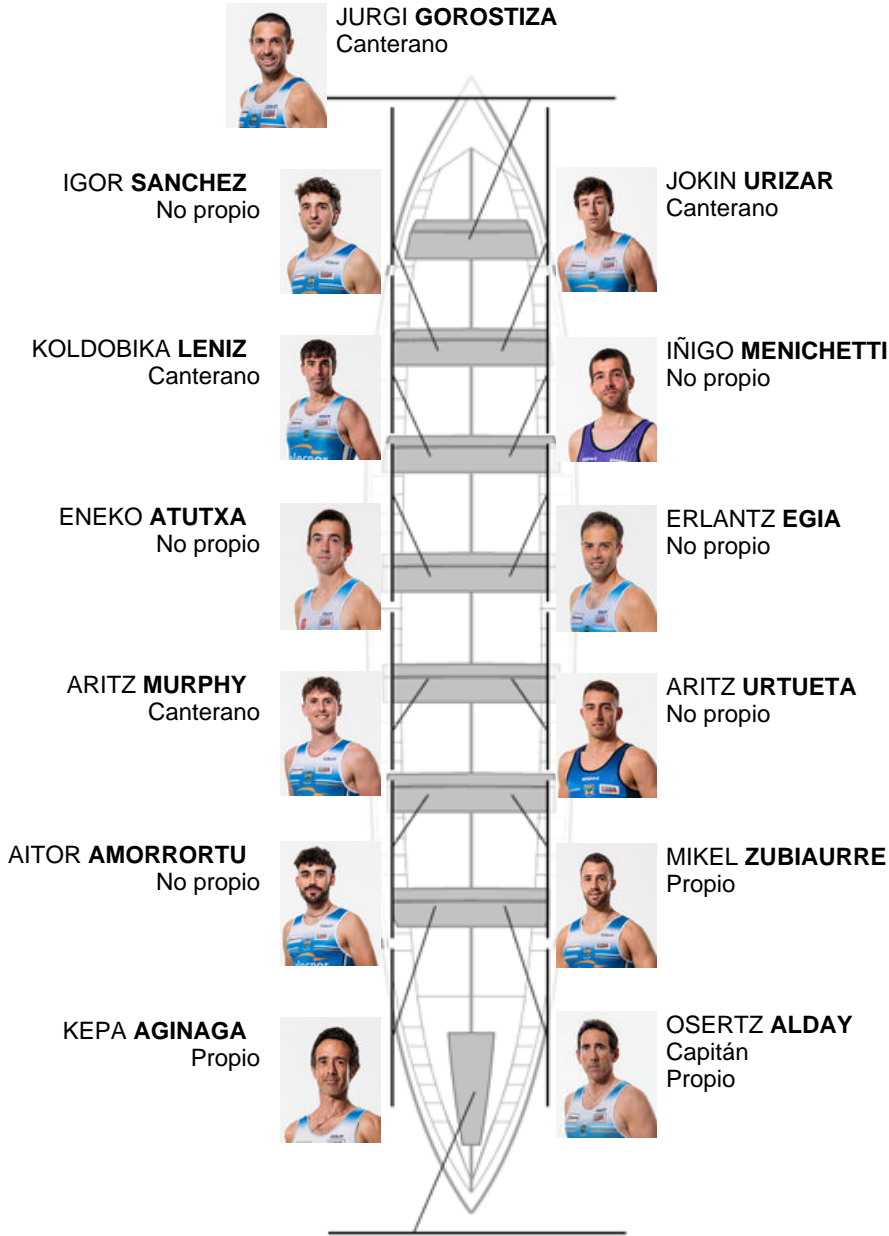 JURGI GOROSTIZA
Canterano
IGOR SANCHEZ
No propio
JOKIN URIZAR
Canterano
KOLDOBIKA LENIZ
Canterano
IÑIGO MENICHETTI
No propio
ENEKO ATUTXA
No propio
ERLANTZ EGIA
No propio
ARITZ MURPHY
Canterano
ARITZ URTUETA
No propio
AITOR AMORRORTU
No propio
MIKEL ZUBIAURRE
Propio
KEPA AGINAGA
Propio
OSERTZ ALDAY
Capitán
Propio